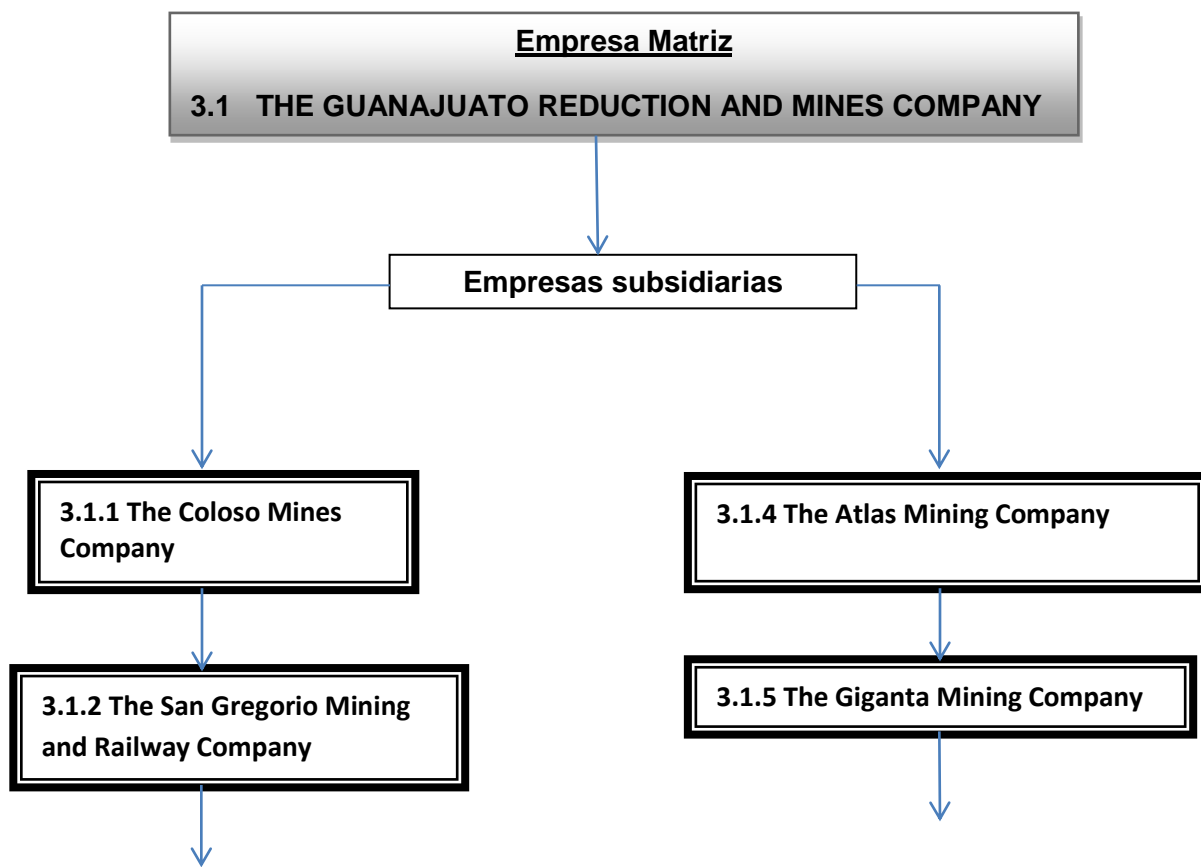 Empresa Matriz
3.1 THE GUANAJUATO REDUCTION AND MINES COMPANY
Empresas subsidiarias
3.1.1 The Coloso Mines
Company
3.1.2 The San Gregorio Mining
and Railway Company
3.1.4 The Atlas Mining Company
3.1.5 The Giganta Mining Company